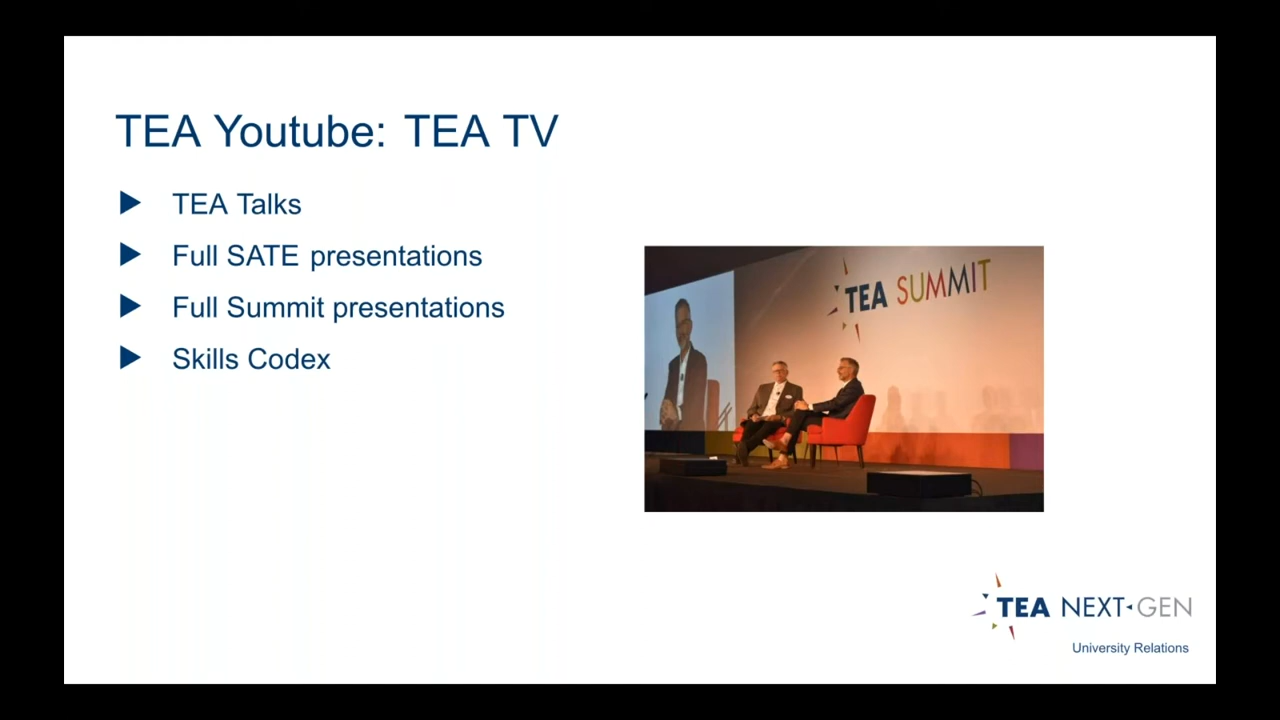 TEA Youtube: TEA TV
TEA Talks
Full SATE presentations
Full Summit presentations
Skills Codex
TEA SUMMIT
TEA NEXT GEN
University Relations